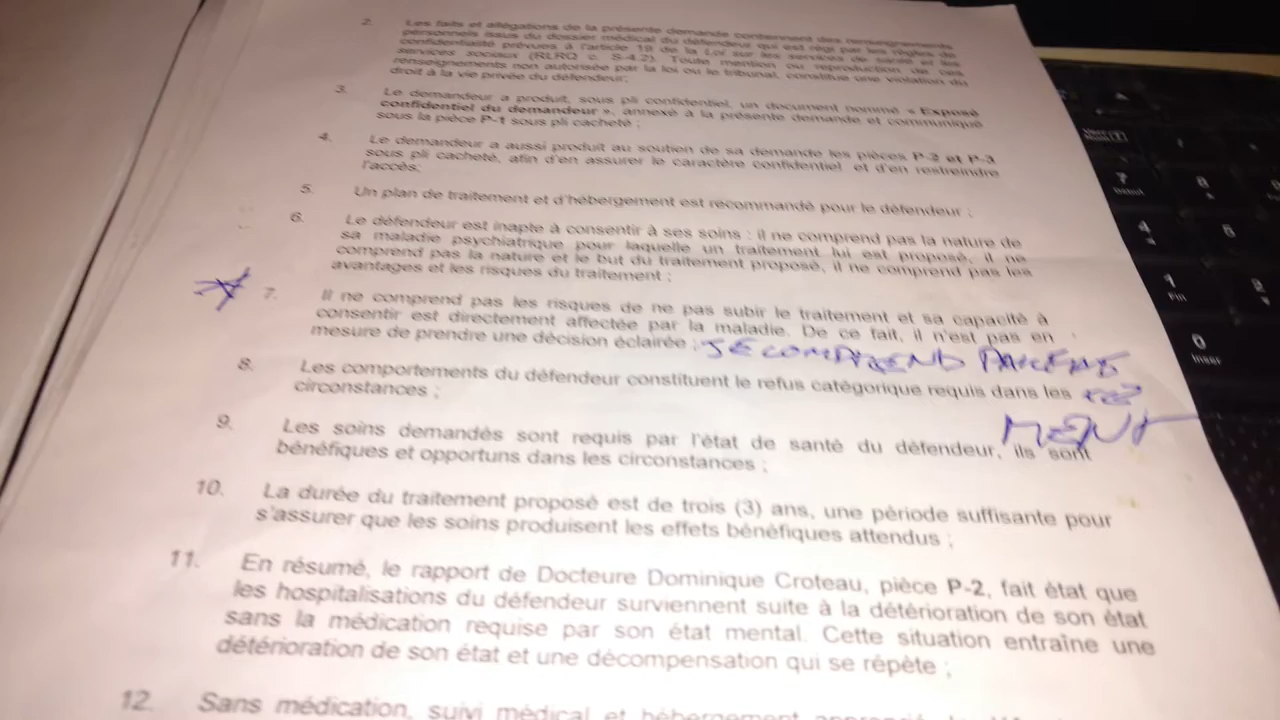 2. Les faits et allégations de la présente demande contiennent des renseignements
personnels issus du dossier médical du défendeur qui est régi par les règles de
confidentialité prévues à l'article 19 de la Loi sur les services de santé et les
services sociaux (RLRQ c. S-4.2). Toute mention ou reproduction de ces
renseignements non autorisée par la loi ou le tribunal, constitue une violation du
droit à la vie privée du défendeur;
3. Le demandeur a produit, sous pli confidentiel, un document nommé « Exposé
confidentiel du demandeur », annexé à la présente demande et communiqué
sous la pièce P-1 sous pli cacheté ;
4. Le demandeur a aussi produit au soutien de sa demande les pièces P-2 et P-3
sous pli cacheté, afin d'en assurer le caractère confidentiel et d'en restreindre
l'accès;
5. Un plan de traitement et d'hébergement est recommandé pour le défendeur ;
6. Le défendeur est inapte à consentir à ses soins : il ne comprend pas la nature de
sa maladie psychiatrique pour laquelle un traitement lui est proposé, il ne
comprend pas la nature et le but du traitement proposé, il ne comprend pas les
avantages et les risques du traitement ;
7. Il ne comprend pas les risques de ne pas subir le traitement et sa capacité à
consentir est directement affectée par la maladie. De ce fait, il n'est pas en
mesure de prendre une décision éclairée ; JE COMPREND
8. Les comportements du défendeur constituent le refus catégorique requis dans les
circonstances ;
MENT
9. Les soins demandés sont requis par l'état de santé du défendeur, ils sont
bénéfiques et opportuns dans les circonstances ;
10. La durée du traitement proposé est de trois (3) ans, une période suffisante pour
s'assurer que les soins produisent les effets bénéfiques attendus ;
11. En résumé, le rapport de Docteure Dominique Croteau, pièce P-2, fait état que
les hospitalisations du défendeur surviennent suite à la détérioration de son état
sans la médication requise par son état mental. Cette situation entraîne une
détérioration de son état et une décompensation qui se répète ;
12. Sans médication, suivi médical et hébergement
7
Début
8
4
5
1
Fin
2
0
Inser